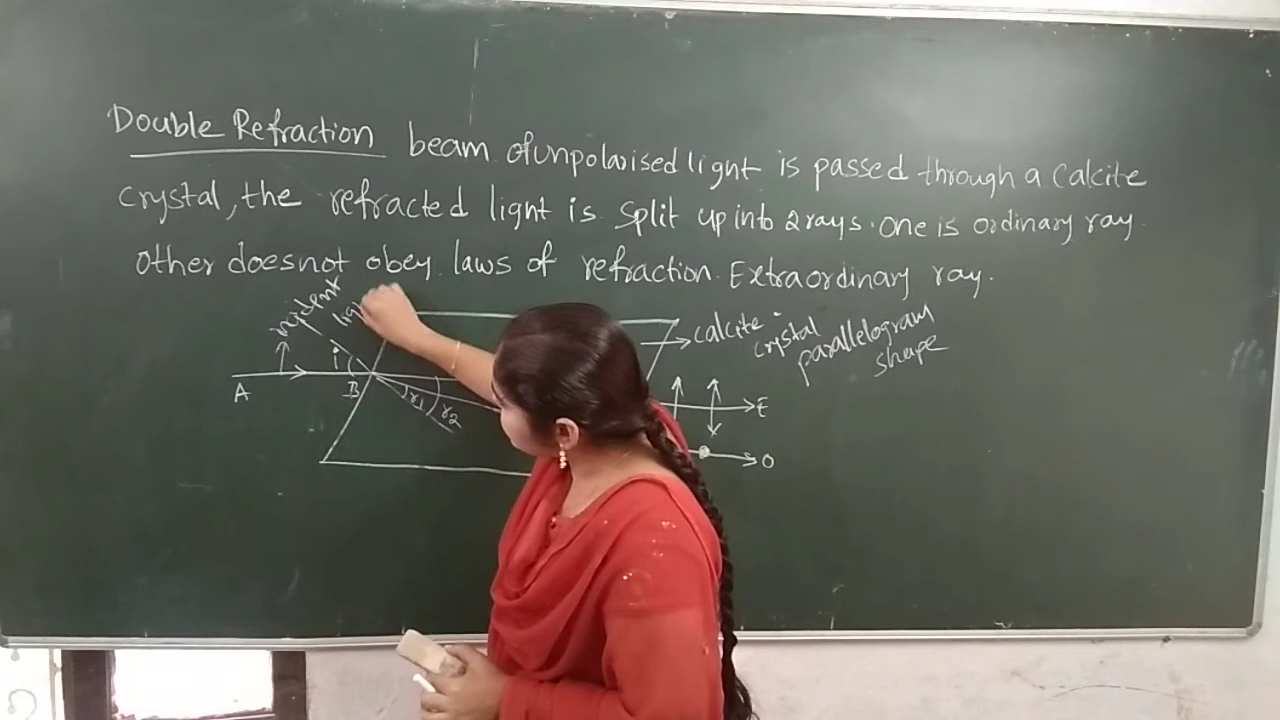 Double Refraction beam of unpolarised light is passed through a Calcite
crystal, the refracted light is split up into 2 rays. One is ordinary ray.
Other doesnot obey laws of refraction. Extraordinary ray.
incident
calcite
crystal
parallelogram
shape
i
A
B
r1
r2
E
O